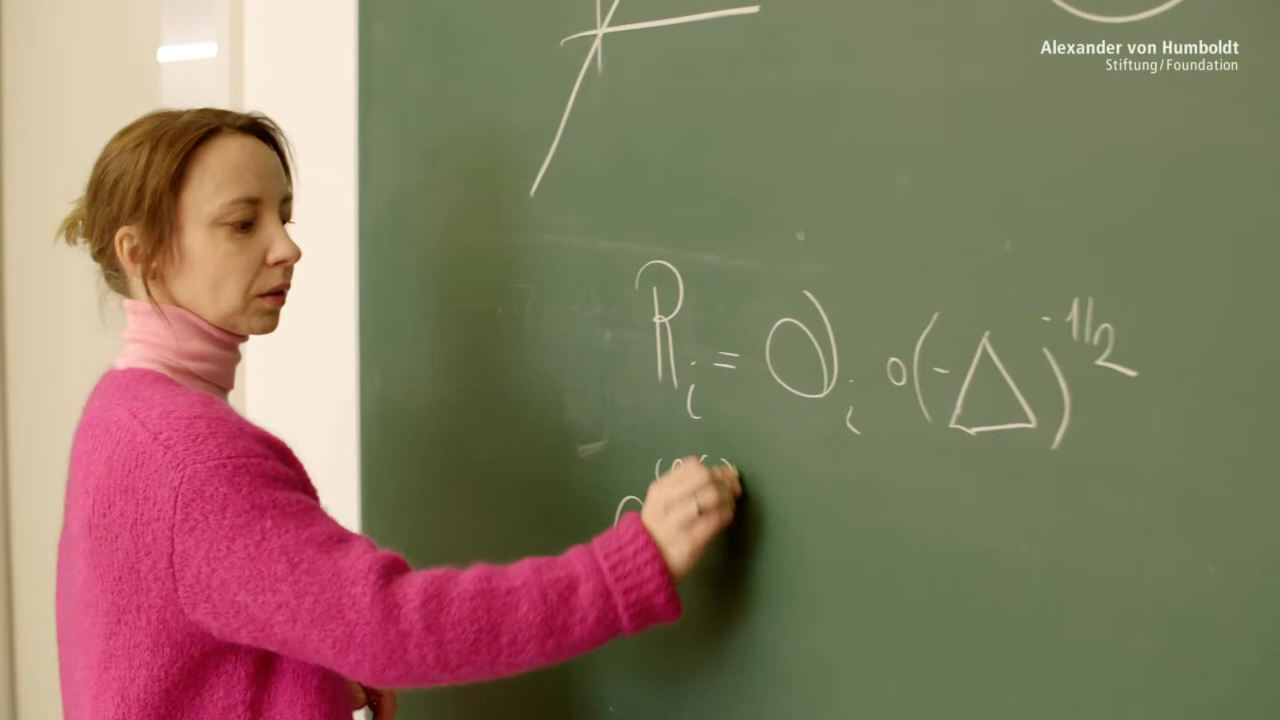 Alexander von Humboldt
Stiftung/Foundation
R_i = ∂_i ∘ (-Δ)^{-1/2}